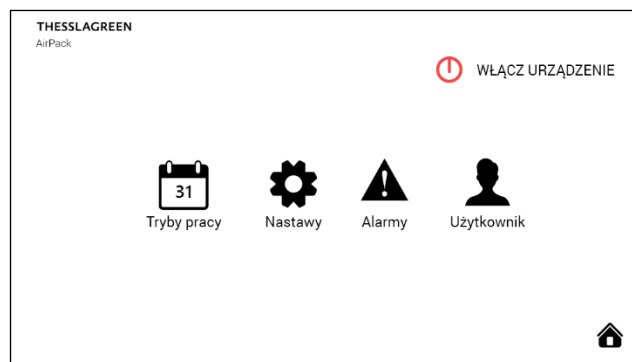 THESSLAGREEN
AirPack
WŁĄCZ URZĄDZENIE
31
Tryby pracy
Nastawy
Alarmy
Użytkownik